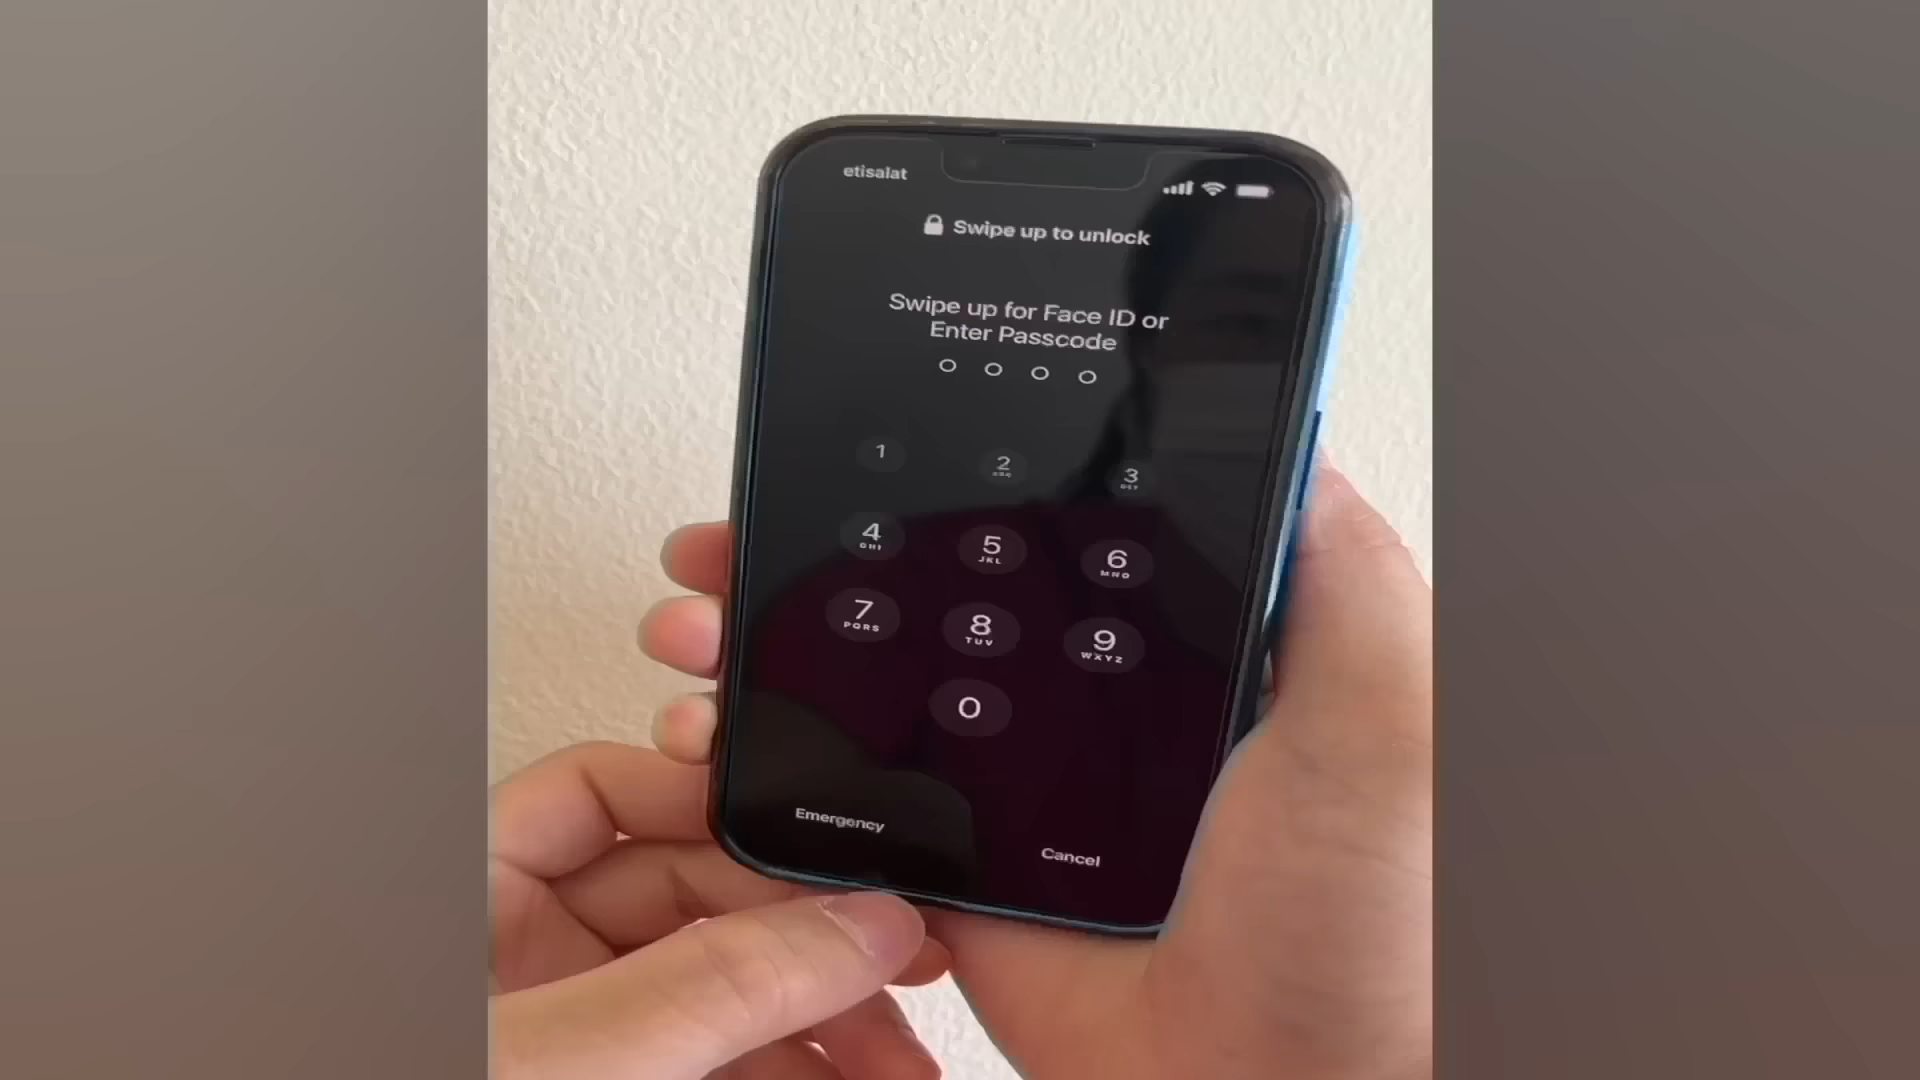 etisalat
Swipe up to unlock
Swipe up for Face ID or
Enter Passcode
1
2
3
DEF
4
GHI
5
JKL
6
MNO
7
PQRS
8
TUV
9
WXYZ
0
Emergency
Cancel